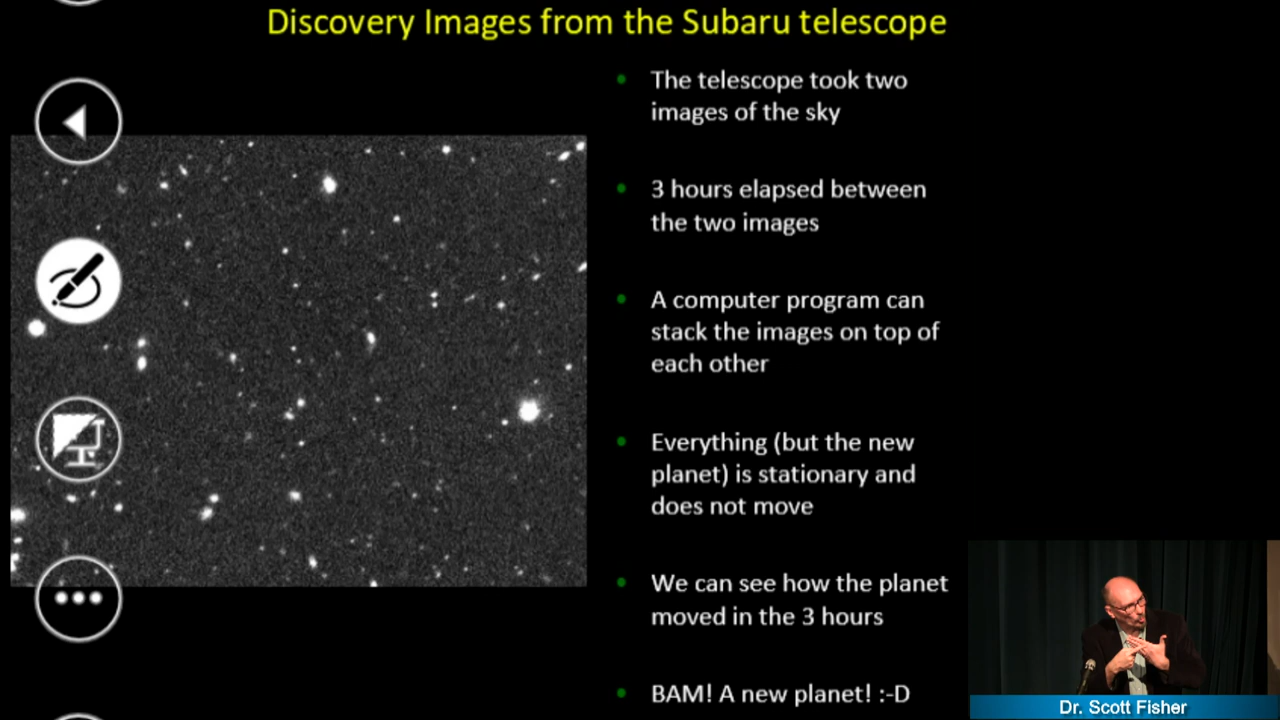 Discovery Images from the Subaru telescope
The telescope took two
images of the sky
3 hours elapsed between
the two images
A computer program can
stack the images on top of
each other
Everything (but the new
planet) is stationary and
does not move
We can see how the planet
moved in the 3 hours
BAM! A new planet! :-D
Dr. Scott Fisher